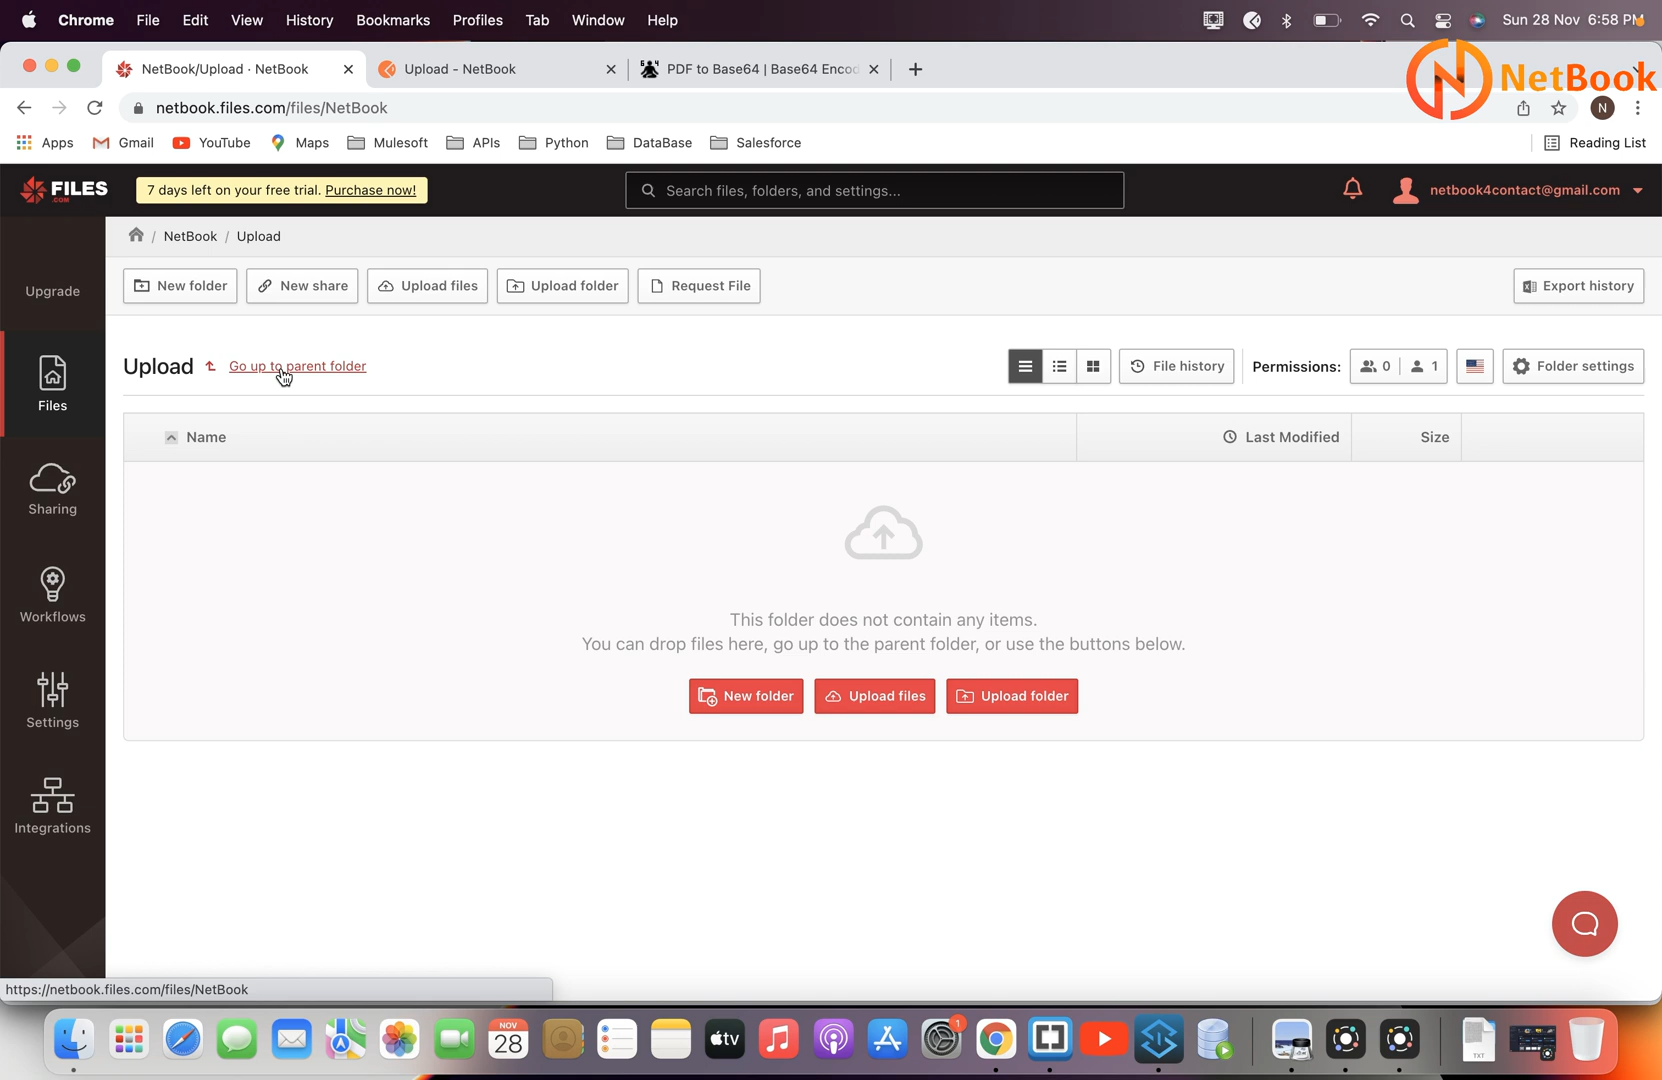 Chrome File Edit View History Bookmarks Profiles Tab Window Help Sun 28 Nov 6:58 PM
NetBook/Upload · NetBook Upload - NetBook PDF to Base64 | Base64 Encod
NetBook
netbook.files.com/files/NetBook N
Apps Gmail YouTube Maps Mulesoft APIs Python DataBase Salesforce Reading List
FILES .COM 7 days left on your free trial. Purchase now! Search files, folders, and settings... netbook4contact@gmail.com
/ NetBook / Upload
New folder New share Upload files Upload folder Request File Export history
Upgrade
Upload Go up to parent folder File history Permissions: 0 1 Folder settings
Files
Name Last Modified Size
Sharing
This folder does not contain any items.
You can drop files here, go up to the parent folder, or use the buttons below.
Workflows
New folder Upload files Upload folder
Settings
Integrations
https://netbook.files.com/files/NetBook
NOV
28
tv
1
TXT